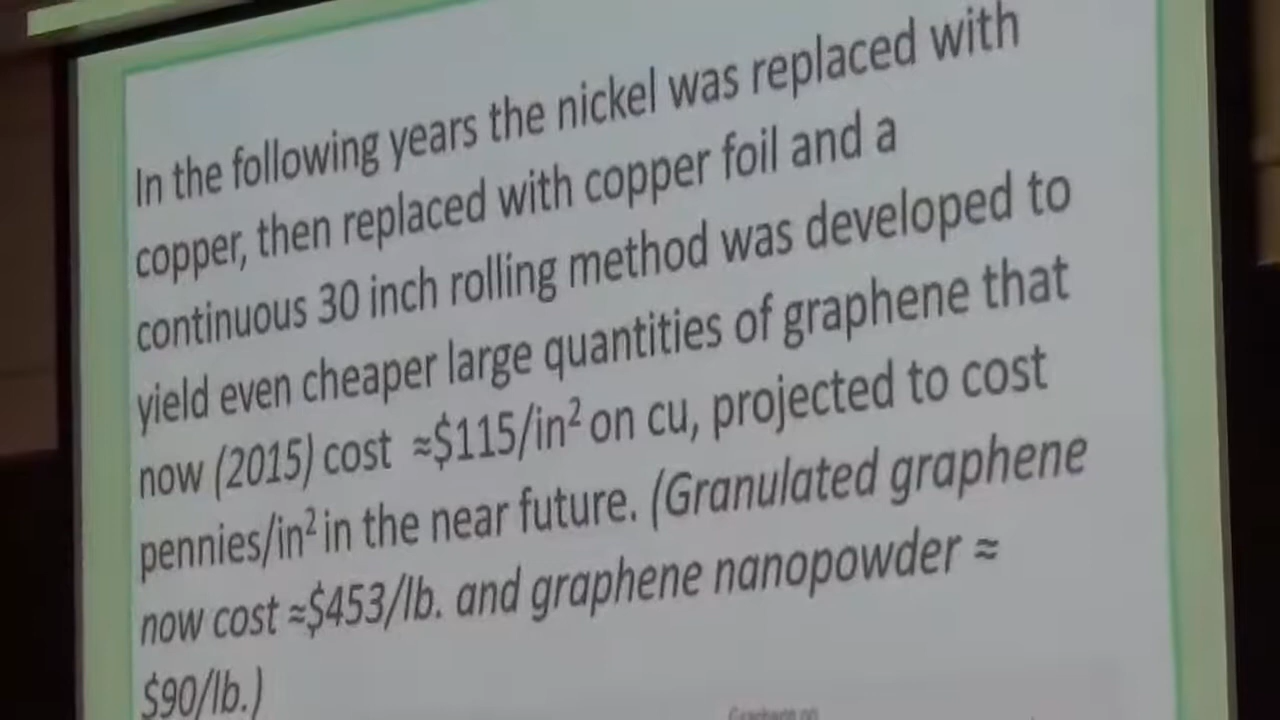 In the following years the nickel was replaced with
copper, then replaced with copper foil and a
continuous 30 inch rolling method was developed to
yield even cheaper large quantities of graphene that
now (2015) cost ≈$115/in² on cu, projected to cost
pennies/in² in the near future. (Granulated graphene
now cost ≈$453/lb. and graphene nanopowder ≈
$90/lb.)